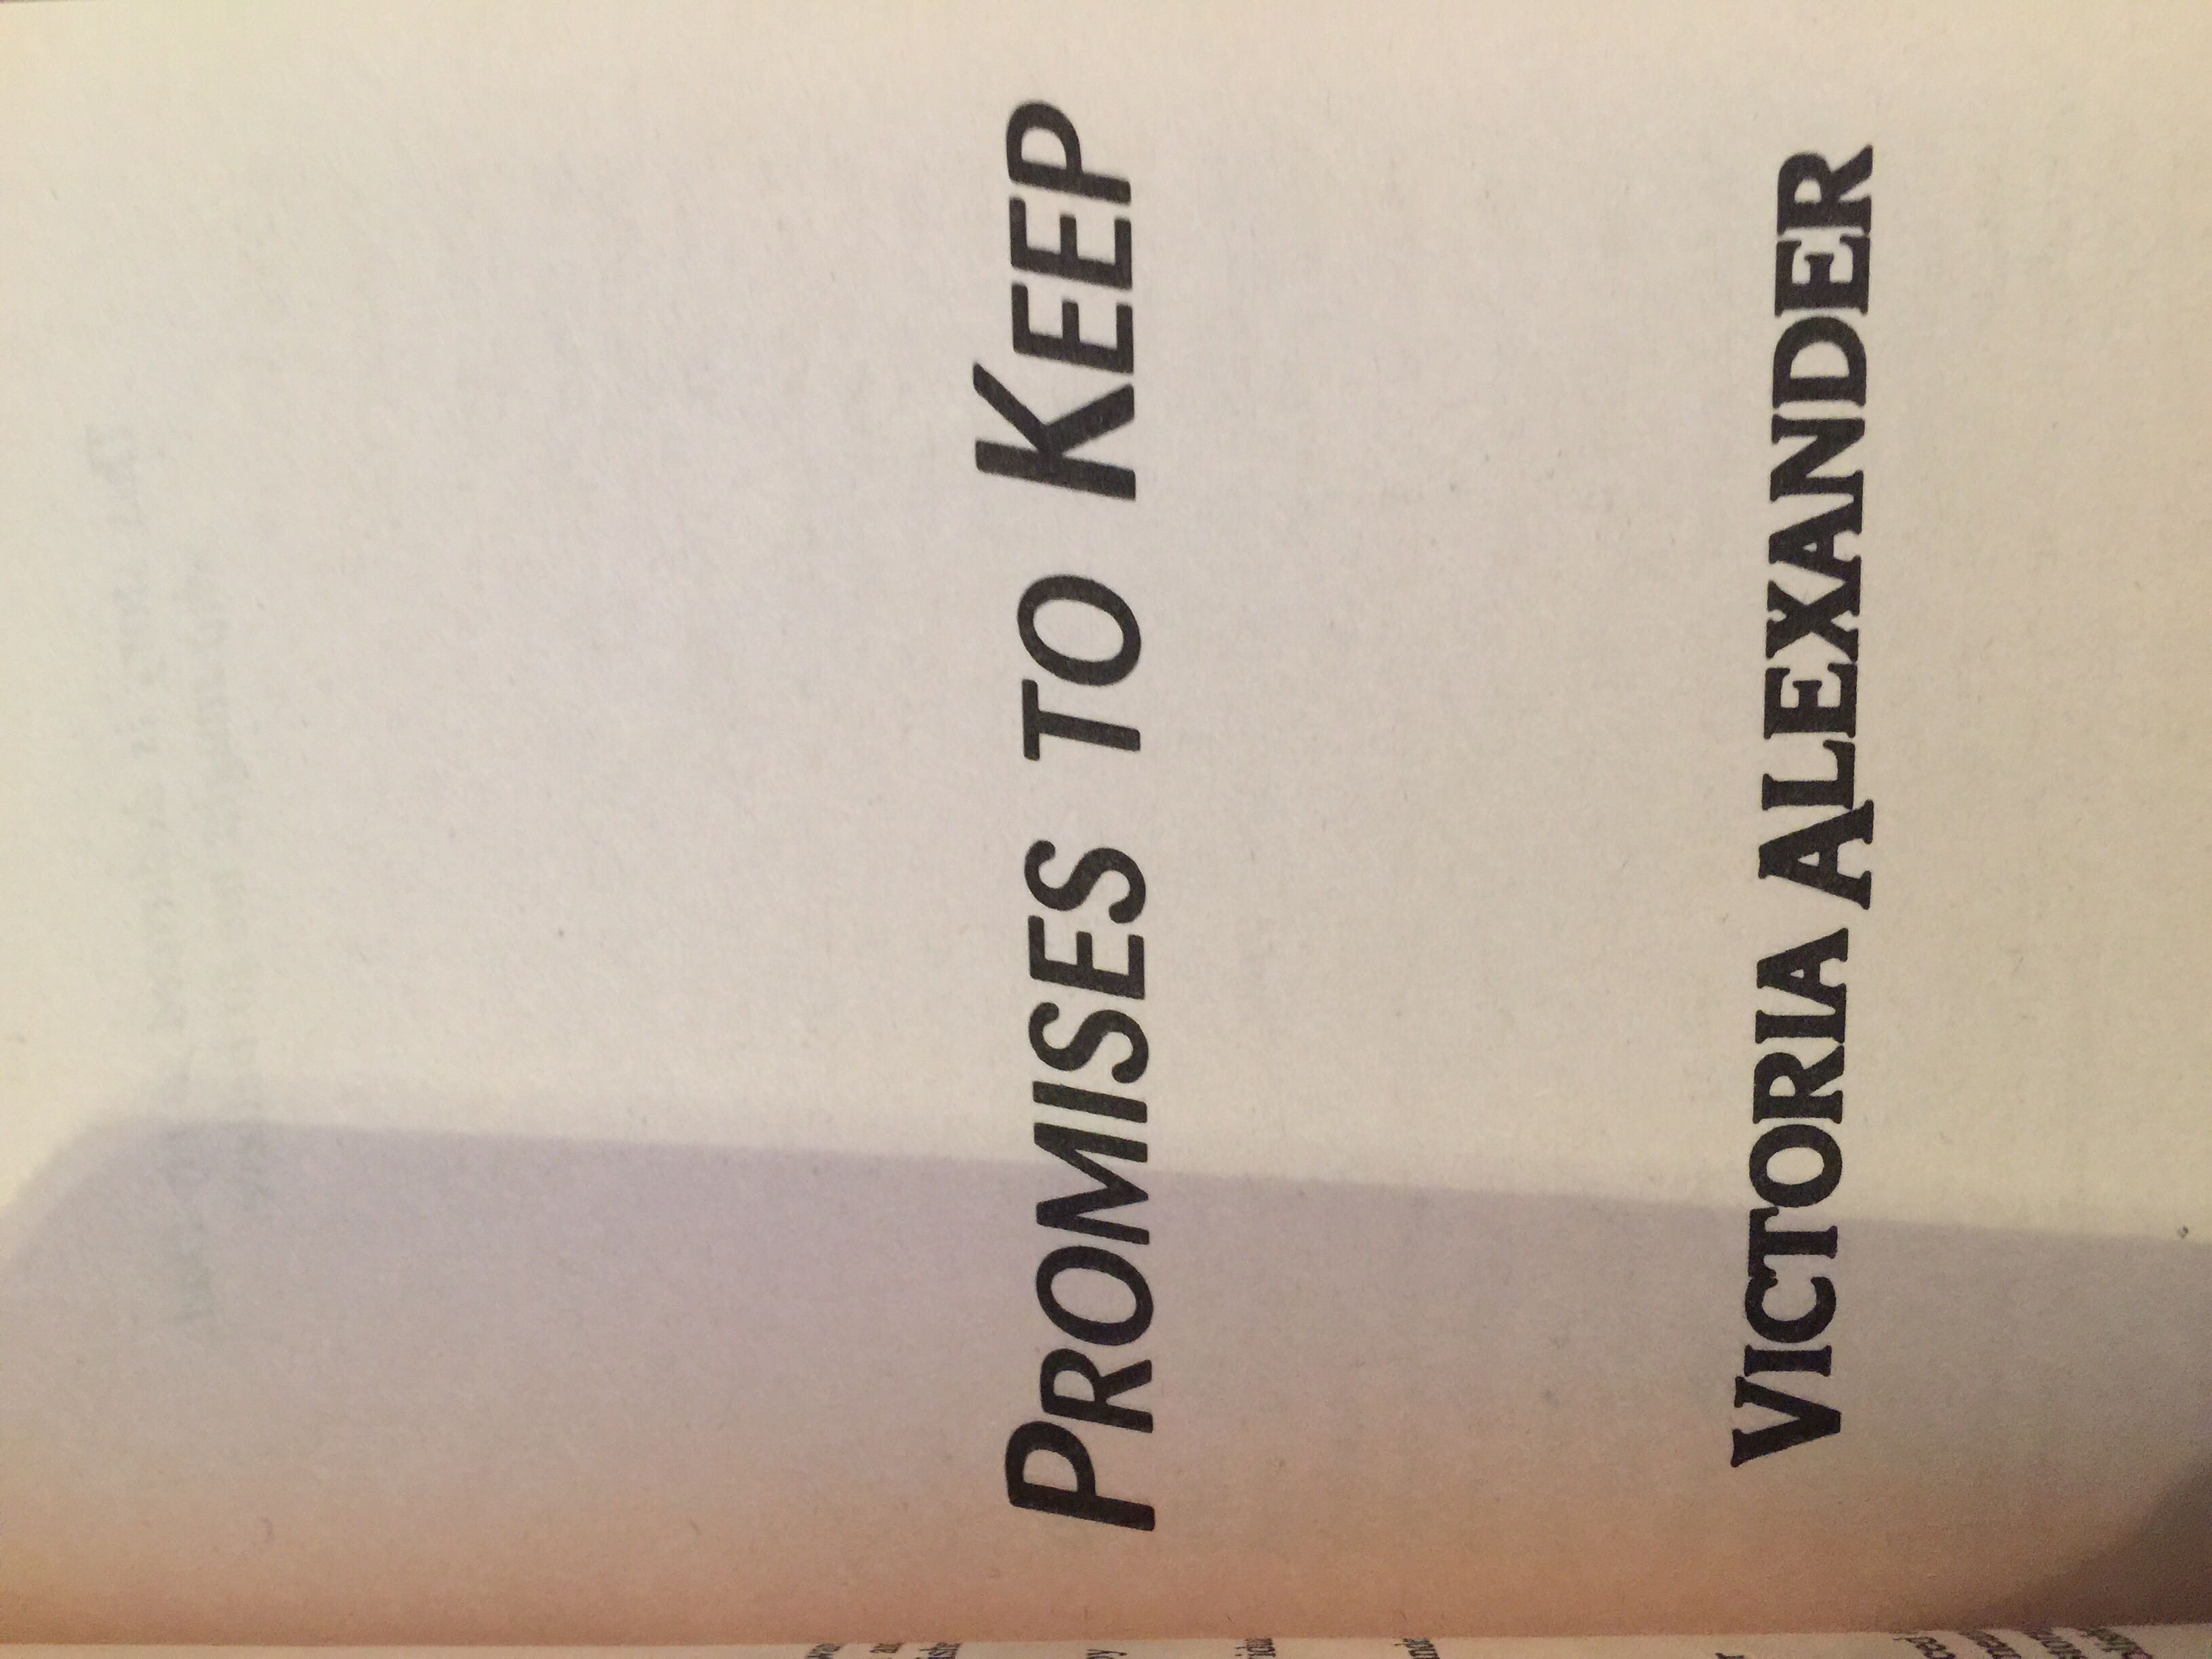 PROMISES TO KEEP
VICTORIA ALEXANDER